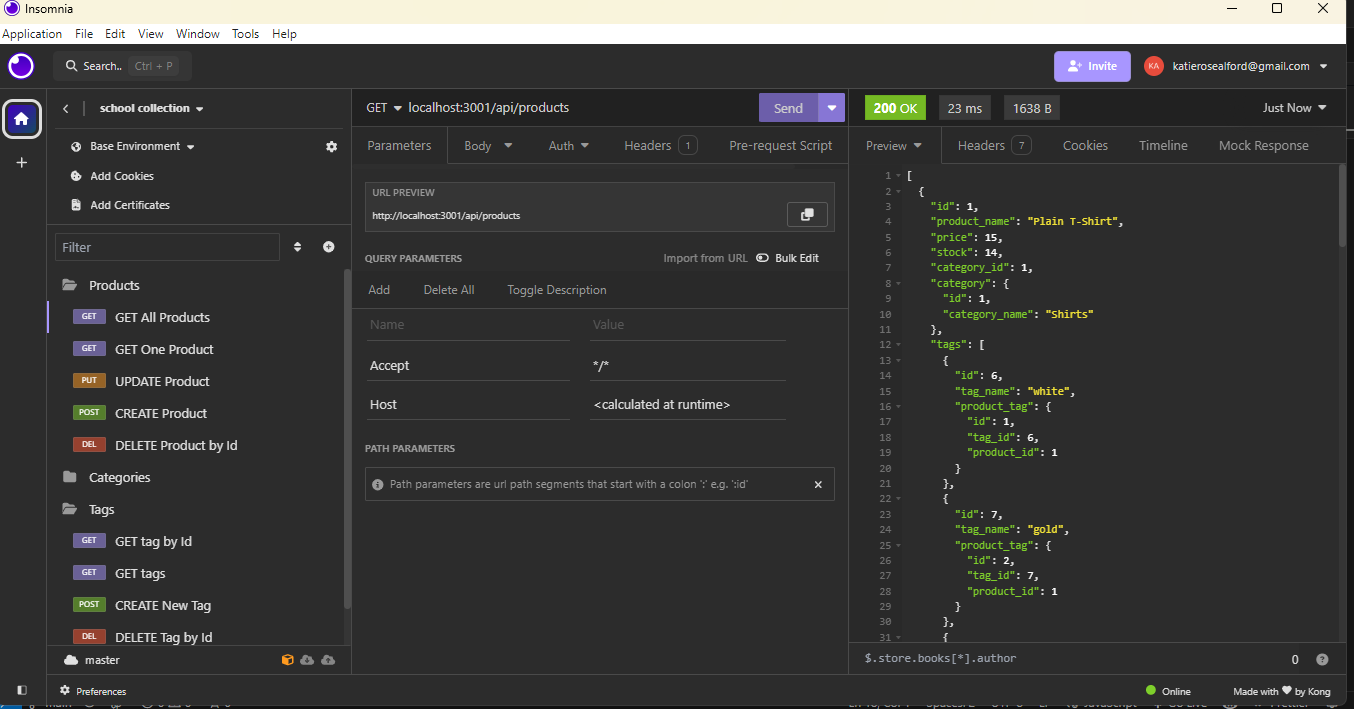 Insomnia
Application File Edit View Window Tools Help
Search.. Ctrl + P
Invite
KA
katierosealford@gmail.com
school collection
Base Environment
Add Cookies
Add Certificates
Filter
Products
GET GET All Products
GET GET One Product
PUT UPDATE Product
POST CREATE Product
DEL DELETE Product by Id
Categories
Tags
GET GET tag by Id
GET GET tags
POST CREATE New Tag
DEL DELETE Tag by Id
master
GET localhost:3001/api/products Send
Parameters Body Auth Headers 1 Pre-request Script
URL PREVIEW
http://localhost:3001/api/products
QUERY PARAMETERS Import from URL Bulk Edit
Add Delete All Toggle Description
Name Value
Accept */*
Host <calculated at runtime>
PATH PARAMETERS
Path parameters are url path segments that start with a colon ':' e.g. ':id'
200 OK 23 ms 1638 B Just Now
Preview Headers 7 Cookies Timeline Mock Response
1 [
2 {
3 "id": 1,
4 "product_name": "Plain T-Shirt",
5 "price": 15,
6 "stock": 14,
7 "category_id": 1,
8 "category": {
9 "id": 1,
10 "category_name": "Shirts"
11 },
12 "tags": [
13 {
14 "id": 6,
15 "tag_name": "white",
16 "product_tag": {
17 "id": 1,
18 "tag_id": 6,
19 "product_id": 1
20 }
21 },
22 {
23 "id": 7,
24 "tag_name": "gold",
25 "product_tag": {
26 "id": 2,
27 "tag_id": 7,
28 "product_id": 1
29 }
30 },
31 {
$.store.books[*].author 0
Preferences
Online
Made with ♥ by Kong